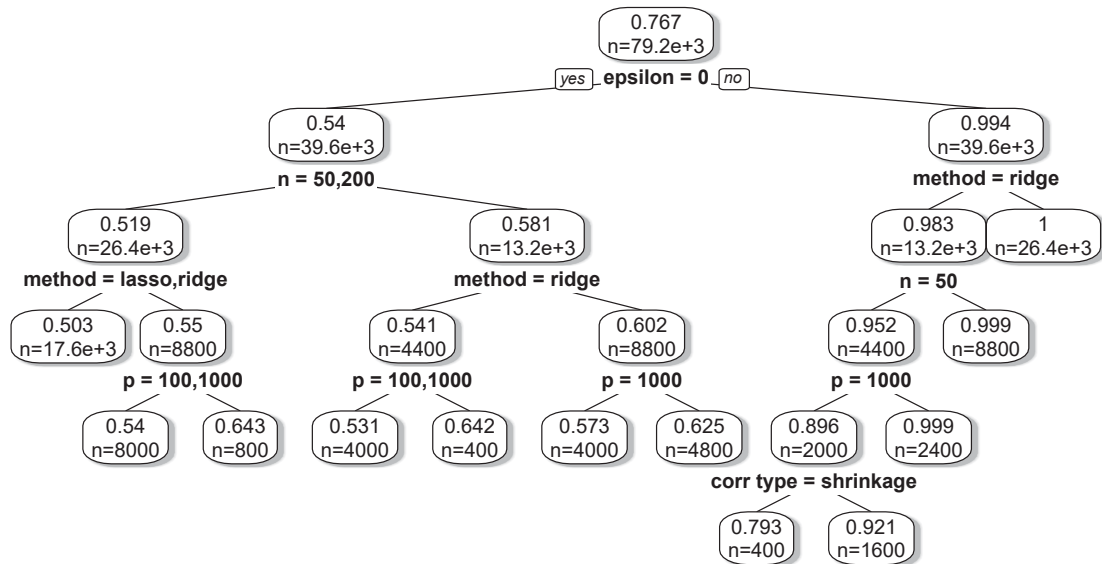 0.767
n=79.2e+3
yes epsilon = 0 no
0.54
n=39.6e+3
0.994
n=39.6e+3
n = 50,200
method = ridge
0.519
n=26.4e+3
0.581
n=13.2e+3
0.983
n=13.2e+3
1
n=26.4e+3
method = lasso,ridge
method = ridge
n = 50
0.503
n=17.6e+3
0.55
n=8800
0.541
n=4400
0.602
n=8800
0.952
n=4400
0.999
n=8800
p = 100,1000
p = 100,1000
p = 1000
p = 1000
0.54
n=8000
0.643
n=800
0.531
n=4000
0.642
n=400
0.573
n=4000
0.625
n=4800
0.896
n=2000
0.999
n=2400
corr type = shrinkage
0.793
n=400
0.921
n=1600